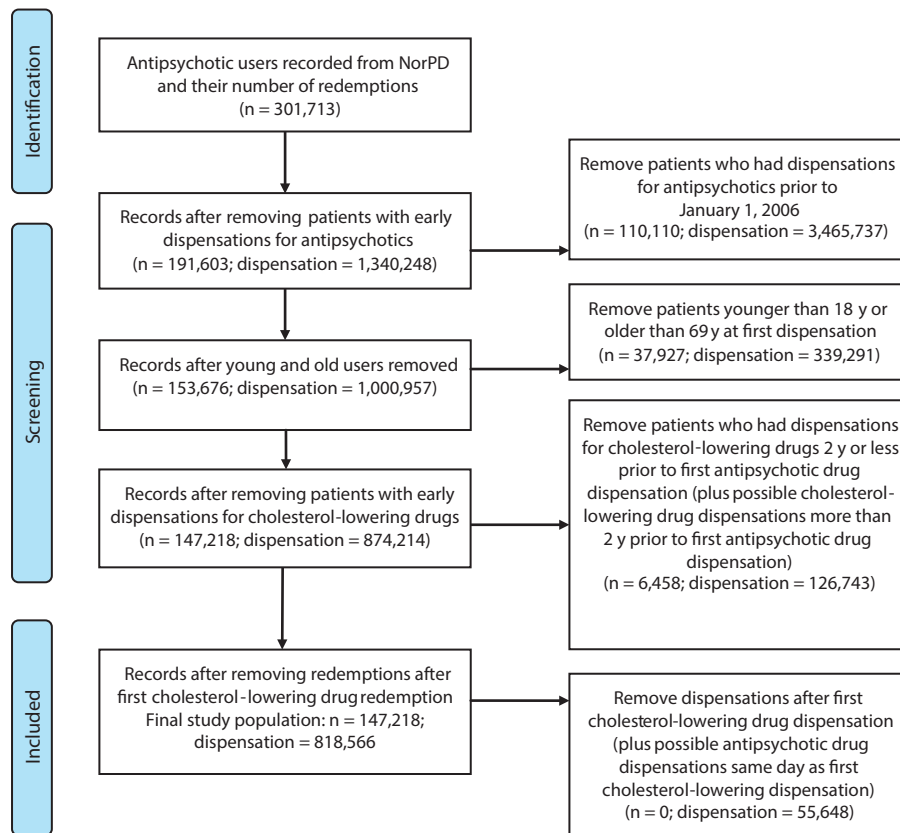 Identification
Antipsychotic users recorded from NorPD
and their number of redemptions
(n = 301,713)
Remove patients who had dispensations
for antipsychotics prior to
January 1, 2006
(n = 110,110; dispensation = 3,465,737)
Screening
Records after removing patients with early
dispensations for antipsychotics
(n = 191,603; dispensation = 1,340,248)
Remove patients younger than 18 y or
older than 69 y at first dispensation
(n = 37,927; dispensation = 339,291)
Records after young and old users removed
(n = 153,676; dispensation = 1,000,957)
Remove patients who had dispensations
for cholesterol-lowering drugs 2 y or less
prior to first antipsychotic drug
dispensation (plus possible cholesterol-
lowering drug dispensations more than
2 y prior to first antipsychotic drug
dispensation)
(n = 6,458; dispensation = 126,743)
Records after removing patients with early
dispensations for cholesterol-lowering drugs
(n = 147,218; dispensation = 874,214)
Included
Records after removing redemptions after
first cholesterol-lowering drug redemption
Final study population: n = 147,218;
dispensation = 818,566
Remove dispensations after first
cholesterol-lowering drug dispensation
(plus possible antipsychotic drug
dispensations same day as first
cholesterol-lowering dispensation)
(n = 0; dispensation = 55,648)